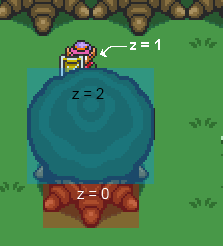 z = 1
z = 2
z = 0